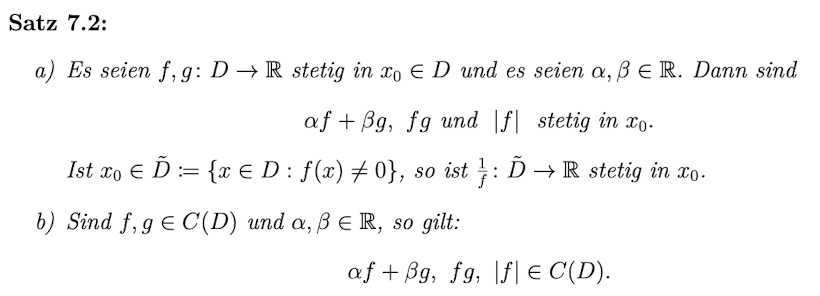 Satz 7.2:
a) Es seien f, g: D → ℝ stetig in x₀ ∈ D und es seien α, β ∈ ℝ. Dann sind
αf + βg, fg und |f| stetig in x₀.
Ist x₀ ∈ D̃ := {x ∈ D : f(x) ≠ 0}, so ist 1/f : D̃ → ℝ stetig in x₀.
b) Sind f, g ∈ C(D) und α, β ∈ ℝ, so gilt:
αf + βg, fg, |f| ∈ C(D).